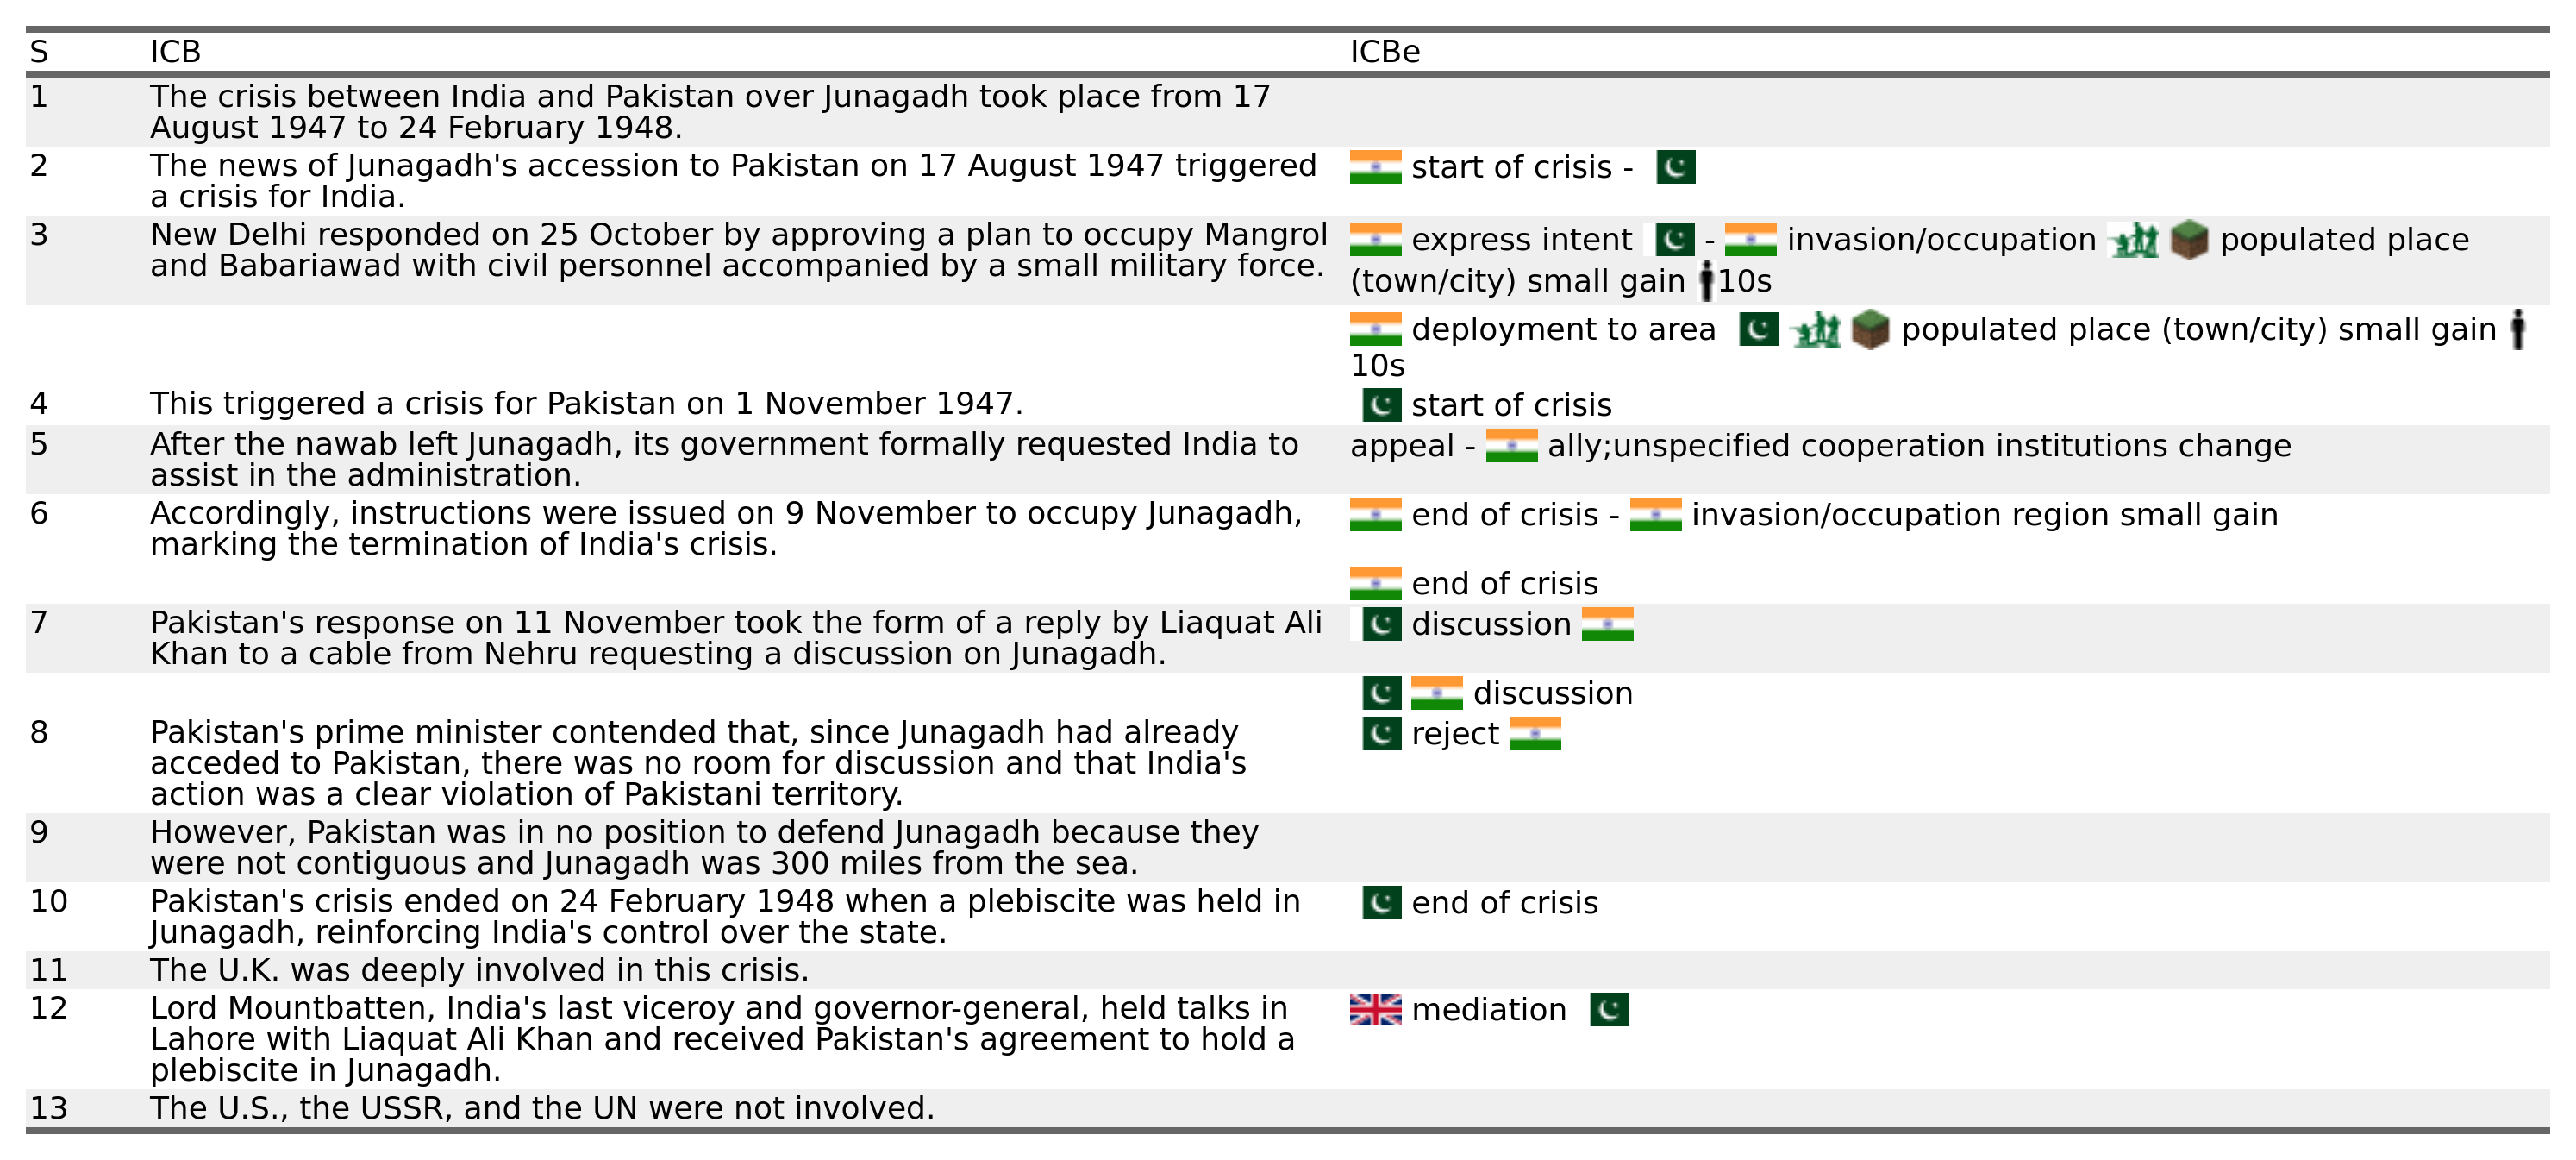 S ICB ICBe
1 The crisis between India and Pakistan over Junagadh took place from 17
August 1947 to 24 February 1948.
2 The news of Junagadh's accession to Pakistan on 17 August 1947 triggered
a crisis for India.
start of crisis -
3 New Delhi responded on 25 October by approving a plan to occupy Mangrol
and Babariawad with civil personnel accompanied by a small military force.
express intent - invasion/occupation populated place
(town/city) small gain 10s
deployment to area populated place (town/city) small gain
10s
4 This triggered a crisis for Pakistan on 1 November 1947.
start of crisis
5 After the nawab left Junagadh, its government formally requested India to
assist in the administration.
appeal - ally;unspecified cooperation institutions change
6 Accordingly, instructions were issued on 9 November to occupy Junagadh,
marking the termination of India's crisis.
end of crisis - invasion/occupation region small gain
end of crisis
7 Pakistan's response on 11 November took the form of a reply by Liaquat Ali
Khan to a cable from Nehru requesting a discussion on Junagadh.
discussion
discussion
8 Pakistan's prime minister contended that, since Junagadh had already
acceded to Pakistan, there was no room for discussion and that India's
action was a clear violation of Pakistani territory.
reject
9 However, Pakistan was in no position to defend Junagadh because they
were not contiguous and Junagadh was 300 miles from the sea.
10 Pakistan's crisis ended on 24 February 1948 when a plebiscite was held in
Junagadh, reinforcing India's control over the state.
end of crisis
11 The U.K. was deeply involved in this crisis.
12 Lord Mountbatten, India's last viceroy and governor-general, held talks in
Lahore with Liaquat Ali Khan and received Pakistan's agreement to hold a
plebiscite in Junagadh.
mediation
13 The U.S., the USSR, and the UN were not involved.